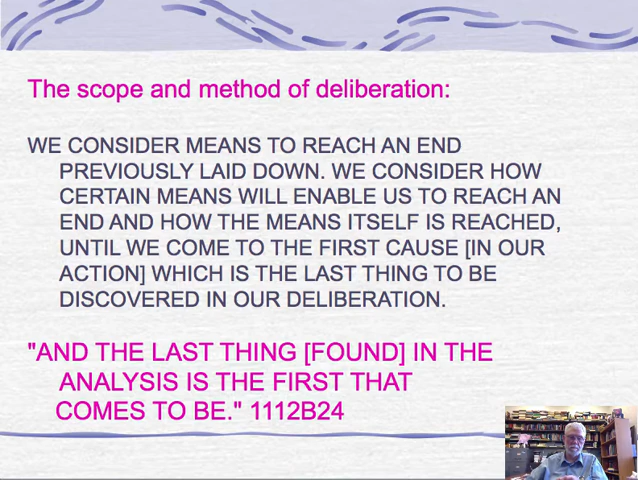 The scope and method of deliberation:
WE CONSIDER MEANS TO REACH AN END
PREVIOUSLY LAID DOWN. WE CONSIDER HOW
CERTAIN MEANS WILL ENABLE US TO REACH AN
END AND HOW THE MEANS ITSELF IS REACHED,
UNTIL WE COME TO THE FIRST CAUSE [IN OUR
ACTION] WHICH IS THE LAST THING TO BE
DISCOVERED IN OUR DELIBERATION.
"AND THE LAST THING [FOUND] IN THE
ANALYSIS IS THE FIRST THAT
COMES TO BE." 1112B24